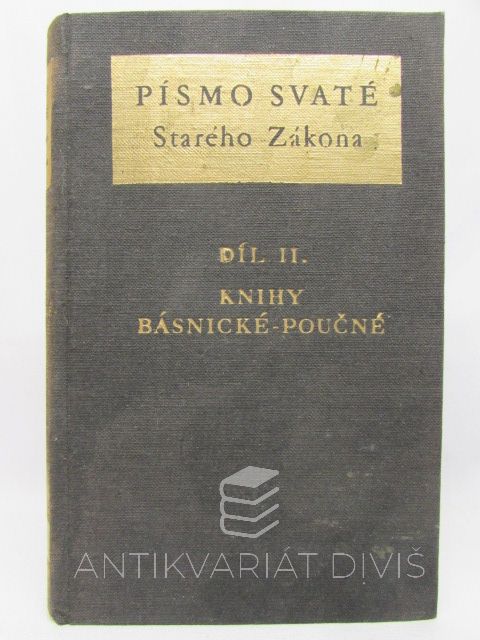 PÍSMO SVATÉ
Starého Zákona
DÍL II.
KNIHY
BÁSNICKÉ-POUČNÉ
ANTIKVARIÁT DIVIŠ